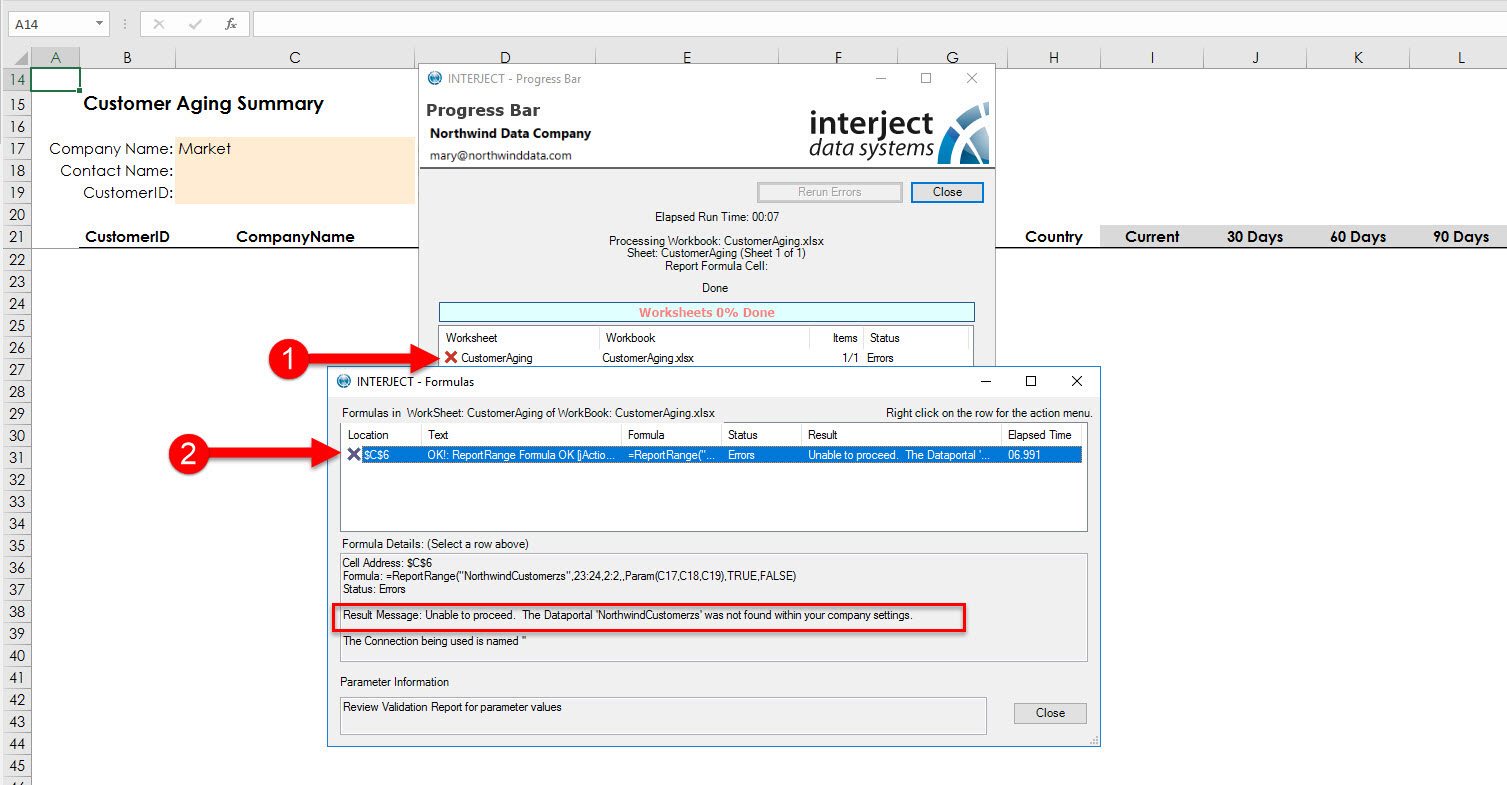 A14
fx
A B C D E F G H I J K L
INTERJECT - Progress Bar
Progress Bar
Northwind Data Company
mary@northwinddata.com
interject
data systems
Rerun Errors Close
Elapsed Run Time: 00:07
Processing Workbook: CustomerAging.xlsx
Sheet: CustomerAging (Sheet 1 of 1)
Report Formula Cell:
Done
Worksheets 0% Done
Worksheet Workbook Items Status
CustomerAging CustomerAging.xlsx 1/1 Errors
14
15 Customer Aging Summary
16
17 Company Name: Market
18 Contact Name:
19 CustomerID:
20
21 CustomerID CompanyName Country Current 30 Days 60 Days 90 Days
22
23
24
25
26
27
28
29
30
31
32
33
34
35
36
37
38
39
40
41
42
43
44
45
1
2
INTERJECT - Formulas
Formulas in WorkSheet: CustomerAging of WorkBook: CustomerAging.xlsx Right click on the row for the action menu.
Location Text Formula Status Result Elapsed Time
$C$6 OK!: ReportRange Formula OK [jActio... =ReportRange("... Errors Unable to proceed. The Dataportal '... 06.991
Formula Details: (Select a row above)
Cell Address: $C$6
Formula: =ReportRange("NorthwindCustomerzs",23:24,2:2,,Param(C17,C18,C19),TRUE,FALSE)
Status: Errors
Result Message: Unable to proceed. The Dataportal 'NorthwindCustomerzs' was not found within your company settings.
The Connection being used is named ''
Parameter Information
Review Validation Report for parameter values
Close